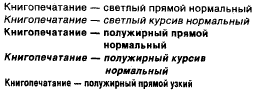 Книгопечатание — светлый прямой нормальный
Книгопечатание — светлый курсив нормальный
Книгопечатание — полужирный прямой
нормальный
Книгопечатание — полужирный курсив
нормальный
Книгопечатание — полужирный прямой узкий